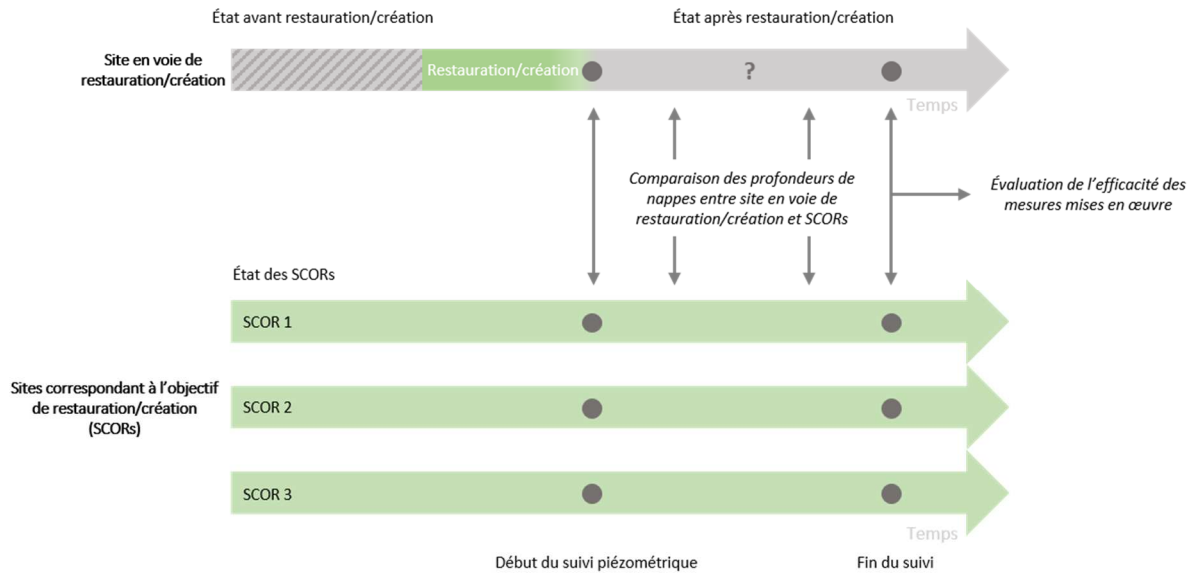 État avant restauration/création
État après restauration/création
Site en voie de
restauration/création
Restauration/création
?
Temps
Comparaison des profondeurs de
nappes entre site en voie de
restauration/création et SCORs
Évaluation de l'efficacité des
mesures mises en œuvre
État des SCORs
SCOR 1
Sites correspondant à l'objectif
de restauration/création
(SCORs)
SCOR 2
SCOR 3
Temps
Début du suivi piézométrique
Fin du suivi